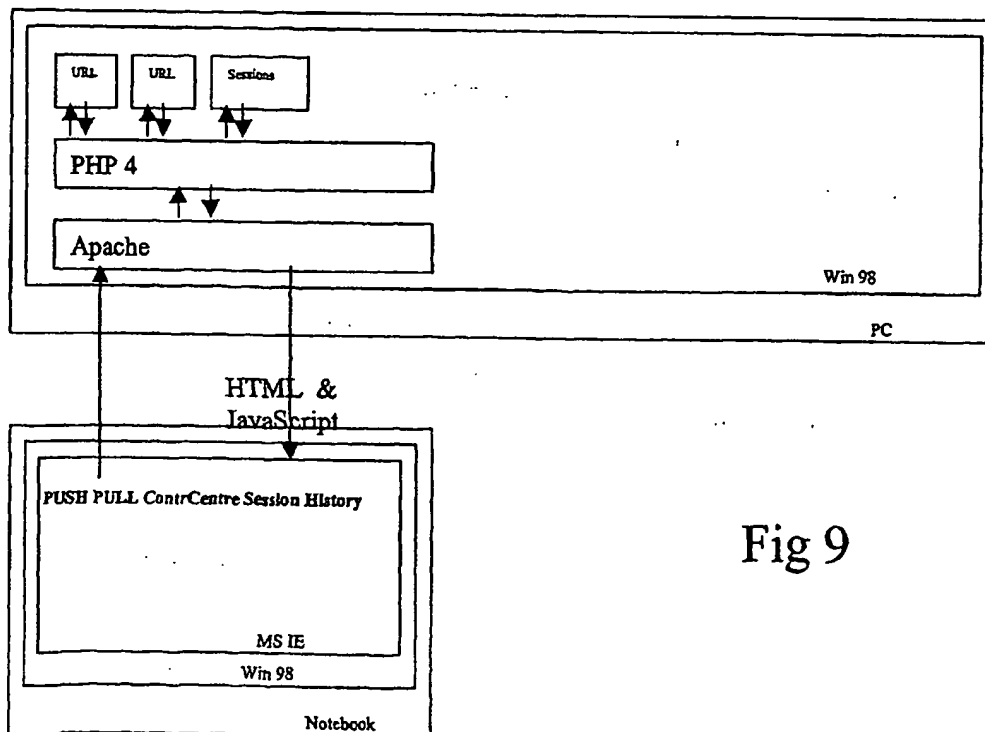 URL URL Sessions
PHP 4
Apache
Win 98
PC
HTML &
JavaScript
PUSH PULL ContrCentre Session History
Fig 9
MS IE
Win 98
Notebook